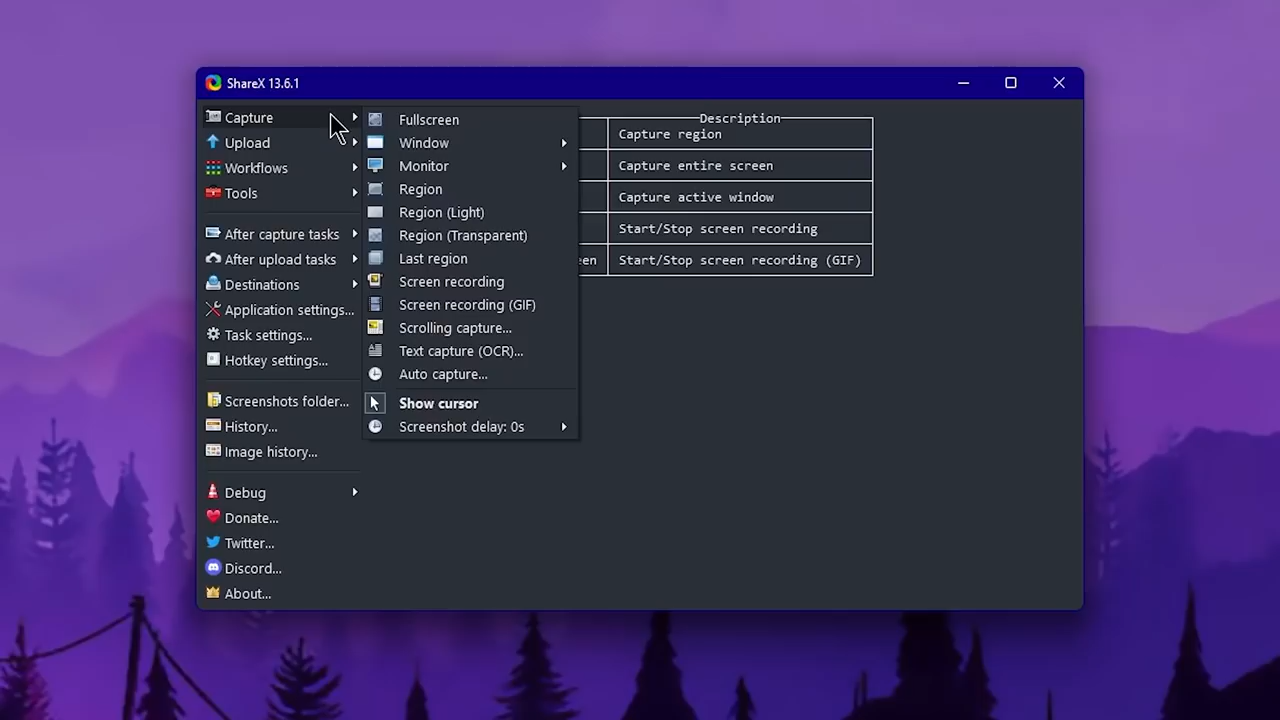 ShareX 13.6.1
Capture
Upload
Workflows
Tools
After capture tasks
After upload tasks
Destinations
Application settings...
Task settings...
Hotkey settings...
Screenshots folder...
History...
Image history...
Debug
Donate...
Twitter...
Discord...
About...
Fullscreen
Window
Monitor
Region
Region (Light)
Region (Transparent)
Last region
Screen recording
Screen recording (GIF)
Scrolling capture...
Text capture (OCR)...
Auto capture...
Show cursor
Screenshot delay: 0s
Description
Capture region
Capture entire screen
Capture active window
Start/Stop screen recording
een Start/Stop screen recording (GIF)